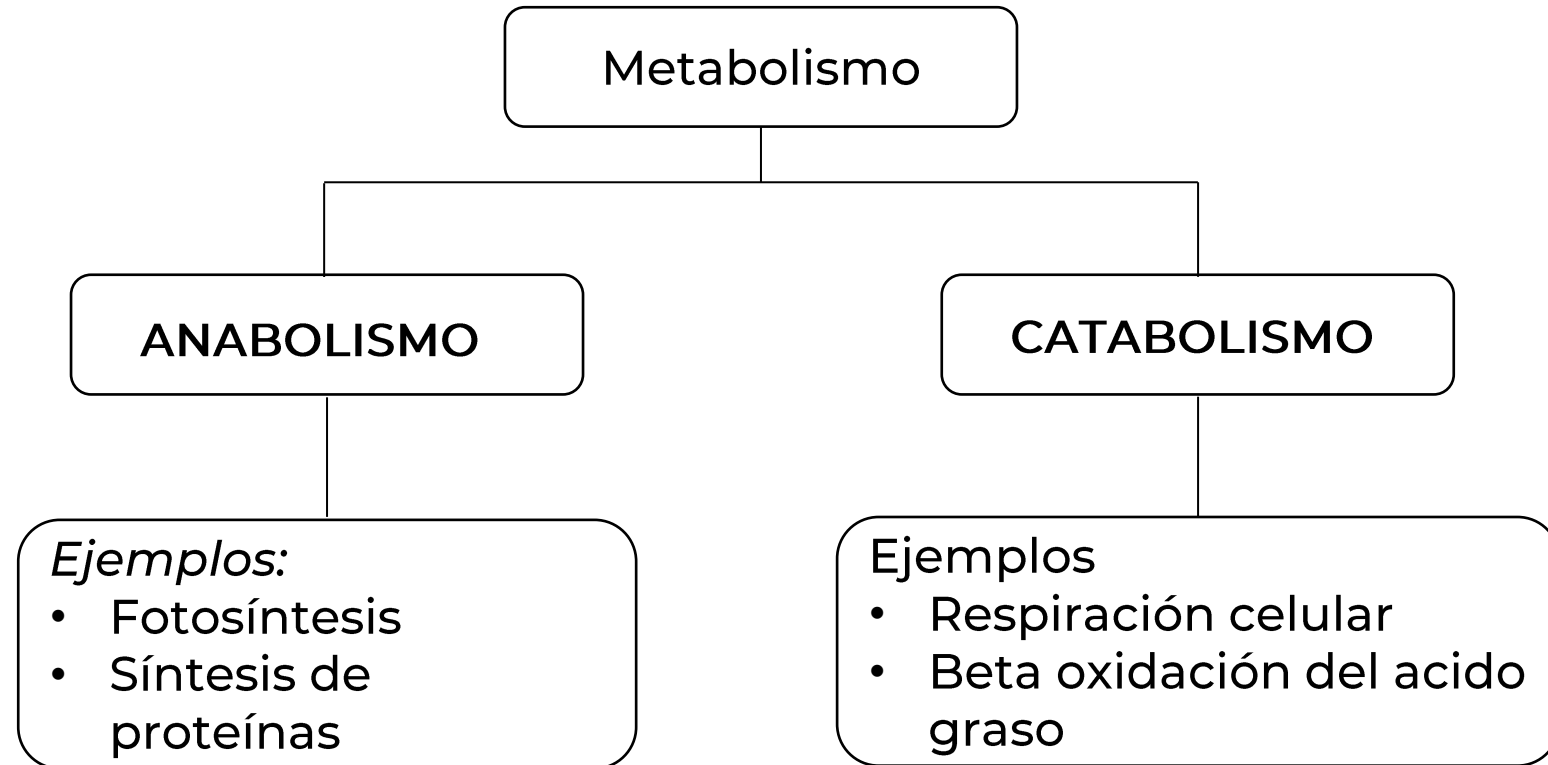 Metabolismo
ANABOLISMO
CATABOLISMO
Ejemplos:
• Fotosíntesis
• Síntesis de
proteínas
Ejemplos
• Respiración celular
• Beta oxidación del acido
graso